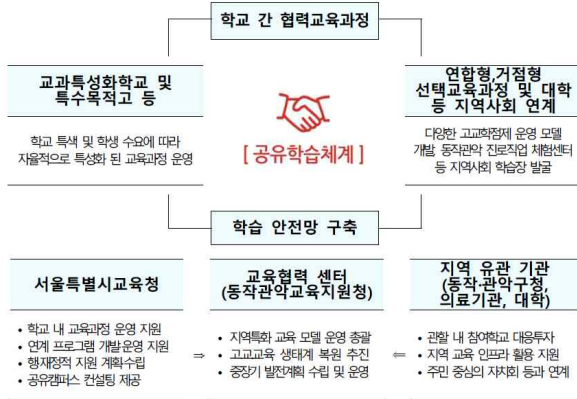 학교 간 협력교육과정
교과특성화학교 및
특수목적고 등
학교 특색 및 학생 수요에 따라
자율적으로 특성화 된 교육과정 운영
[ 공유학습체계 ]
연합형,거점형
선택교육과정 및 대학
등 지역사회 연계
다양한 고교학점제 운영 모델
개발, 동작관악 진로직업 체험센터
등 지역사회 학습장 발굴
학습 안전망 구축
서울특별시교육청
• 학교 내 교육과정 운영 지원
• 연계 프로그램 개발·운영 지원
• 행·재정적 지원 계획수립
• 공유캠퍼스 컨설팅 제공
⇒
교육협력 센터
(동작관악교육지원청)
• 지역특화 교육 모델 운영 총괄
• 고교교육 생태계 복원 추진
• 중장기 발전계획 수립 및 운영
⇐
지역 유관 기관
(동작·관악구청,
의료기관, 대학)
• 관할 내 참여학교 대응투자
• 지역 교육 인프라 활용 지원
• 주민 중심의 자치회 등과 연계